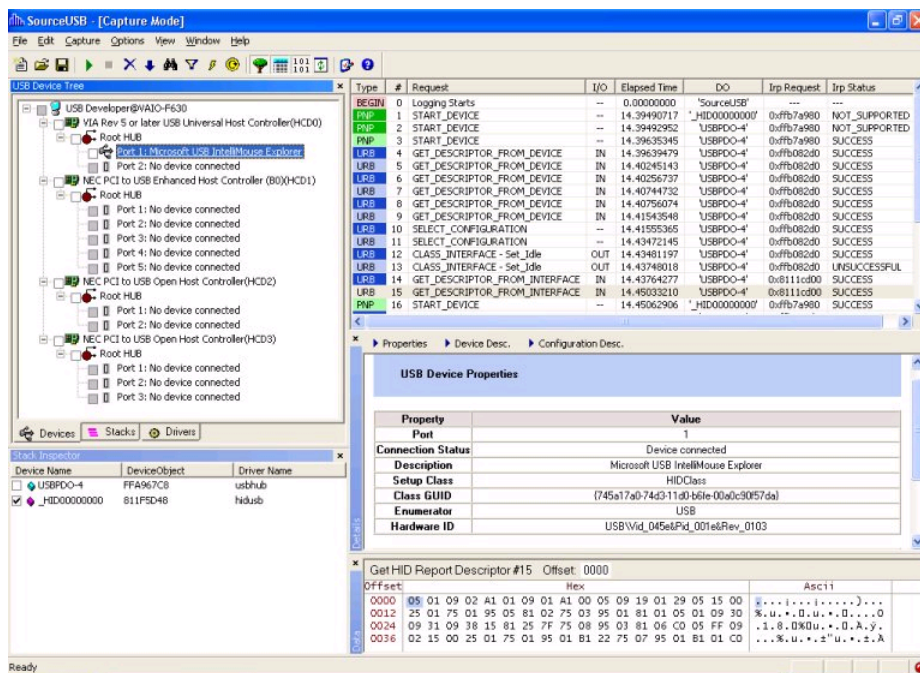 SourceUSB - [Capture Mode]
File Edit Capture Options View Window Help
USB Device Tree
USB Developer@VAIO-F630
VIA Rev 5 or later USB Universal Host Controller(HCD0)
Root HUB
Port 1: Microsoft USB IntelliMouse Explorer
Port 2: No device connected
NEC PCI to USB Enhanced Host Controller (B0)(HCD1)
Root HUB
Port 1: No device connected
Port 2: No device connected
Port 3: No device connected
Port 4: No device connected
Port 5: No device connected
NEC PCI to USB Open Host Controller(HCD2)
Root HUB
Port 1: No device connected
Port 2: No device connected
NEC PCI to USB Open Host Controller(HCD3)
Root HUB
Port 1: No device connected
Port 2: No device connected
Port 3: No device connected
Devices Stacks Drivers
Stack Inspector
Device Name DeviceObject Driver Name
USBPDO-4 FFA967C8 usbhub
_HID00000000 811F5D48 hidusb
Type # Request I/O Elapsed Time DO Irp Request Irp Status
BEGIN 0 Logging Starts -- 0.00000000 'SourceUSB' --- ---
PNP 1 START_DEVICE -- 14.39490717 '_HID00000000' 0xffb7a980 NOT_SUPPORTED
PNP 2 START_DEVICE -- 14.39492952 'USBPDO-4' 0xffb7a980 NOT_SUPPORTED
PNP 3 START_DEVICE -- 14.39635345 'USBPDO-4' 0xffb7a980 SUCCESS
URB 4 GET_DESCRIPTOR_FROM_DEVICE IN 14.39639479 'USBPDO-4' 0xffb082d0 SUCCESS
URB 5 GET_DESCRIPTOR_FROM_DEVICE IN 14.40245143 'USBPDO-4' 0xffb082d0 SUCCESS
URB 6 GET_DESCRIPTOR_FROM_DEVICE IN 14.40256737 'USBPDO-4' 0xffb082d0 SUCCESS
URB 7 GET_DESCRIPTOR_FROM_DEVICE IN 14.40744732 'USBPDO-4' 0xffb082d0 SUCCESS
URB 8 GET_DESCRIPTOR_FROM_DEVICE IN 14.40756074 'USBPDO-4' 0xffb082d0 SUCCESS
URB 9 GET_DESCRIPTOR_FROM_DEVICE IN 14.41543548 'USBPDO-4' 0xffb082d0 SUCCESS
URB 10 SELECT_CONFIGURATION -- 14.41555365 'USBPDO-4' 0xffb082d0 SUCCESS
URB 11 SELECT_CONFIGURATION -- 14.43472145 'USBPDO-4' 0xffb082d0 SUCCESS
URB 12 CLASS_INTERFACE - Set_Idle OUT 14.43481197 'USBPDO-4' 0xffb082d0 SUCCESS
URB 13 CLASS_INTERFACE - Set_Idle OUT 14.43748018 'USBPDO-4' 0xffb082d0 UNSUCCESSFUL
URB 14 GET_DESCRIPTOR_FROM_INTERFACE IN 14.43764277 'USBPDO-4' 0x8111cd00 SUCCESS
URB 15 GET_DESCRIPTOR_FROM_INTERFACE IN 14.45033210 'USBPDO-4' 0x8111cd00 SUCCESS
PNP 16 START_DEVICE -- 14.45062906 '_HID00000000' 0xffb7a980 SUCCESS
Properties Device Desc. Configuration Desc.
USB Device Properties
Property Value
Port 1
Connection Status Device connected
Description Microsoft USB IntelliMouse Explorer
Setup Class HIDClass
Class GUID {745a17a0-74d3-11d0-b6fe-00a0c90f57da}
Enumerator USB
Hardware ID USB\Vid_045e&Pid_001e&Rev_0103
Details
Get HID Report Descriptor #15 Offset: 0000
Offset Hex Ascii
0000 05 01 09 02 A1 01 09 01 A1 00 05 09 19 01 29 05 15 00
0012 25 01 75 01 95 05 81 02 75 03 95 01 81 01 05 01 09 30
0024 09 31 09 38 15 81 25 7F 75 08 95 03 81 06 C0 05 FF 09
0036 02 15 00 25 01 75 01 95 01 B1 22 75 07 95 01 B1 01 C0
Data
Ready